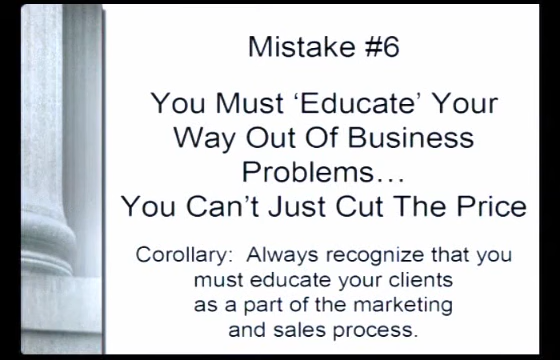 Mistake #6
You Must ‘Educate’ Your
Way Out Of Business
Problems…
You Can’t Just Cut The Price
Corollary:  Always recognize that you
must educate your clients
as a part of the marketing
and sales process.